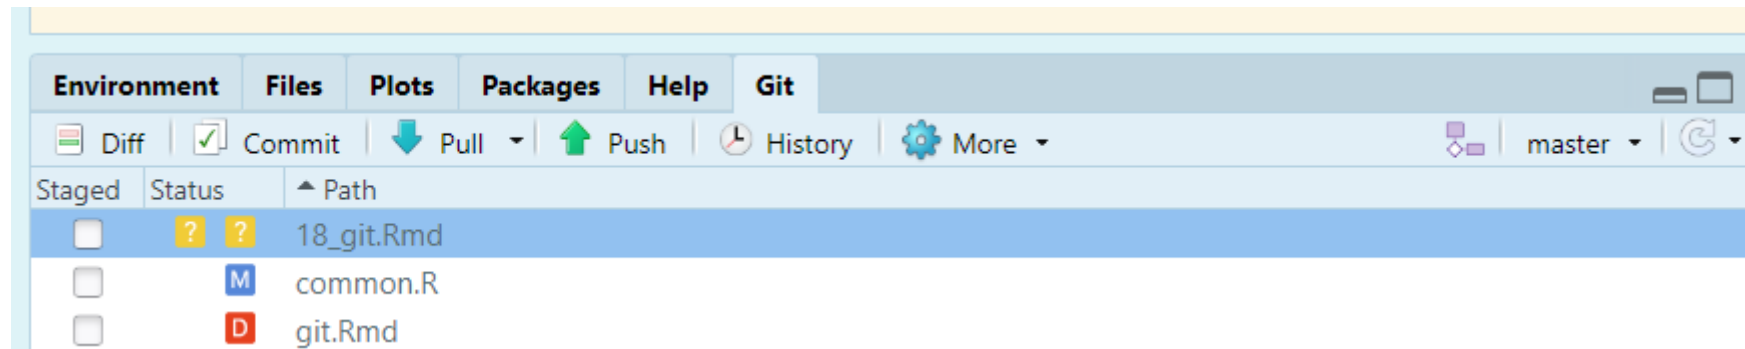 Environment Files Plots Packages Help Git
Diff Commit Pull Push History More master
Staged Status Path
? ? 18_git.Rmd
M common.R
D git.Rmd